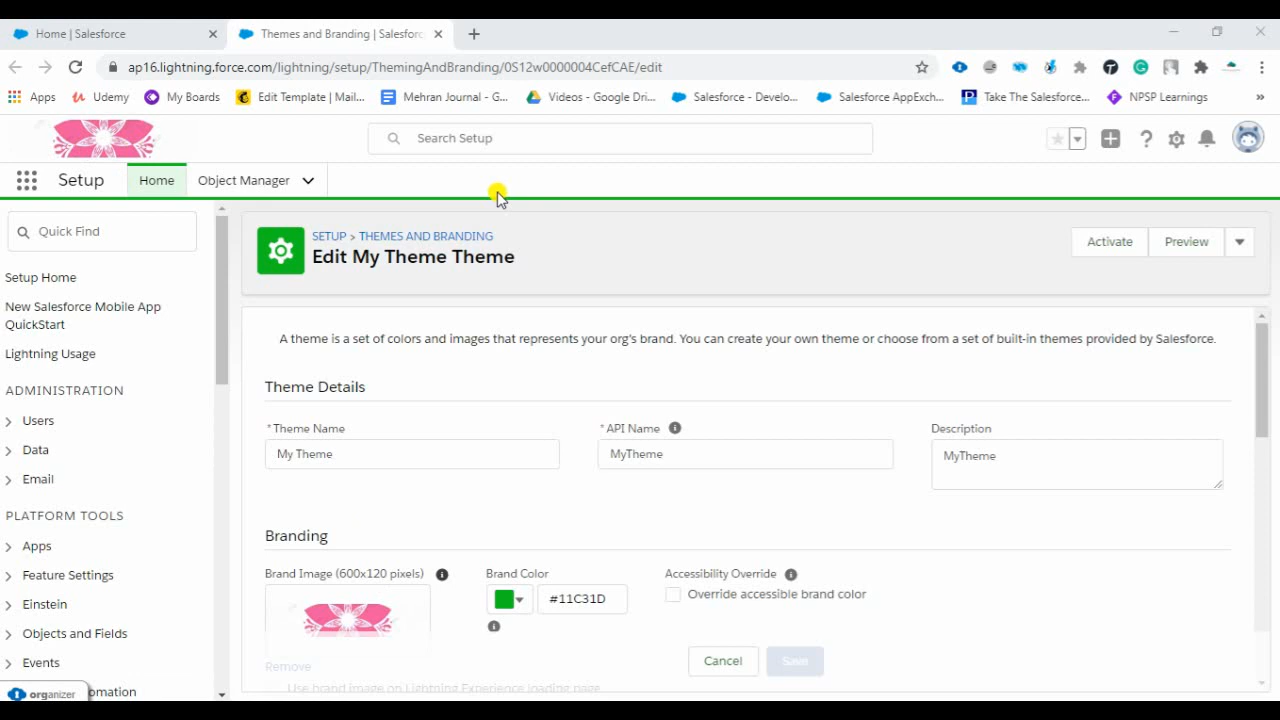 Home | Salesforce
Themes and Branding | Salesforc
ap16.lightning.force.com/lightning/setup/ThemingAndBranding/0S12w0000004CefCAE/edit
Apps
Udemy
My Boards
Edit Template | Mail...
Mehran Journal - G...
Videos - Google Dri...
Salesforce - Develo...
Salesforce AppExch...
Take The Salesforce...
NPSP Learnings
»
Search Setup
Setup
Home
Object Manager
Quick Find
Setup Home
New Salesforce Mobile App
QuickStart
Lightning Usage
ADMINISTRATION
Users
Data
Email
PLATFORM TOOLS
Apps
Feature Settings
Einstein
Objects and Fields
Events
omation
organizer
SETUP > THEMES AND BRANDING
Edit My Theme Theme
Activate
Preview
A theme is a set of colors and images that represents your org's brand. You can create your own theme or choose from a set of built-in themes provided by Salesforce.
Theme Details
* Theme Name
My Theme
* API Name
MyTheme
Description
MyTheme
Branding
Brand Image (600x120 pixels)
Brand Color
#11C31D
Accessibility Override
Override accessible brand color
Remove
Use brand image on Lightning Experience loading page
Cancel
Save